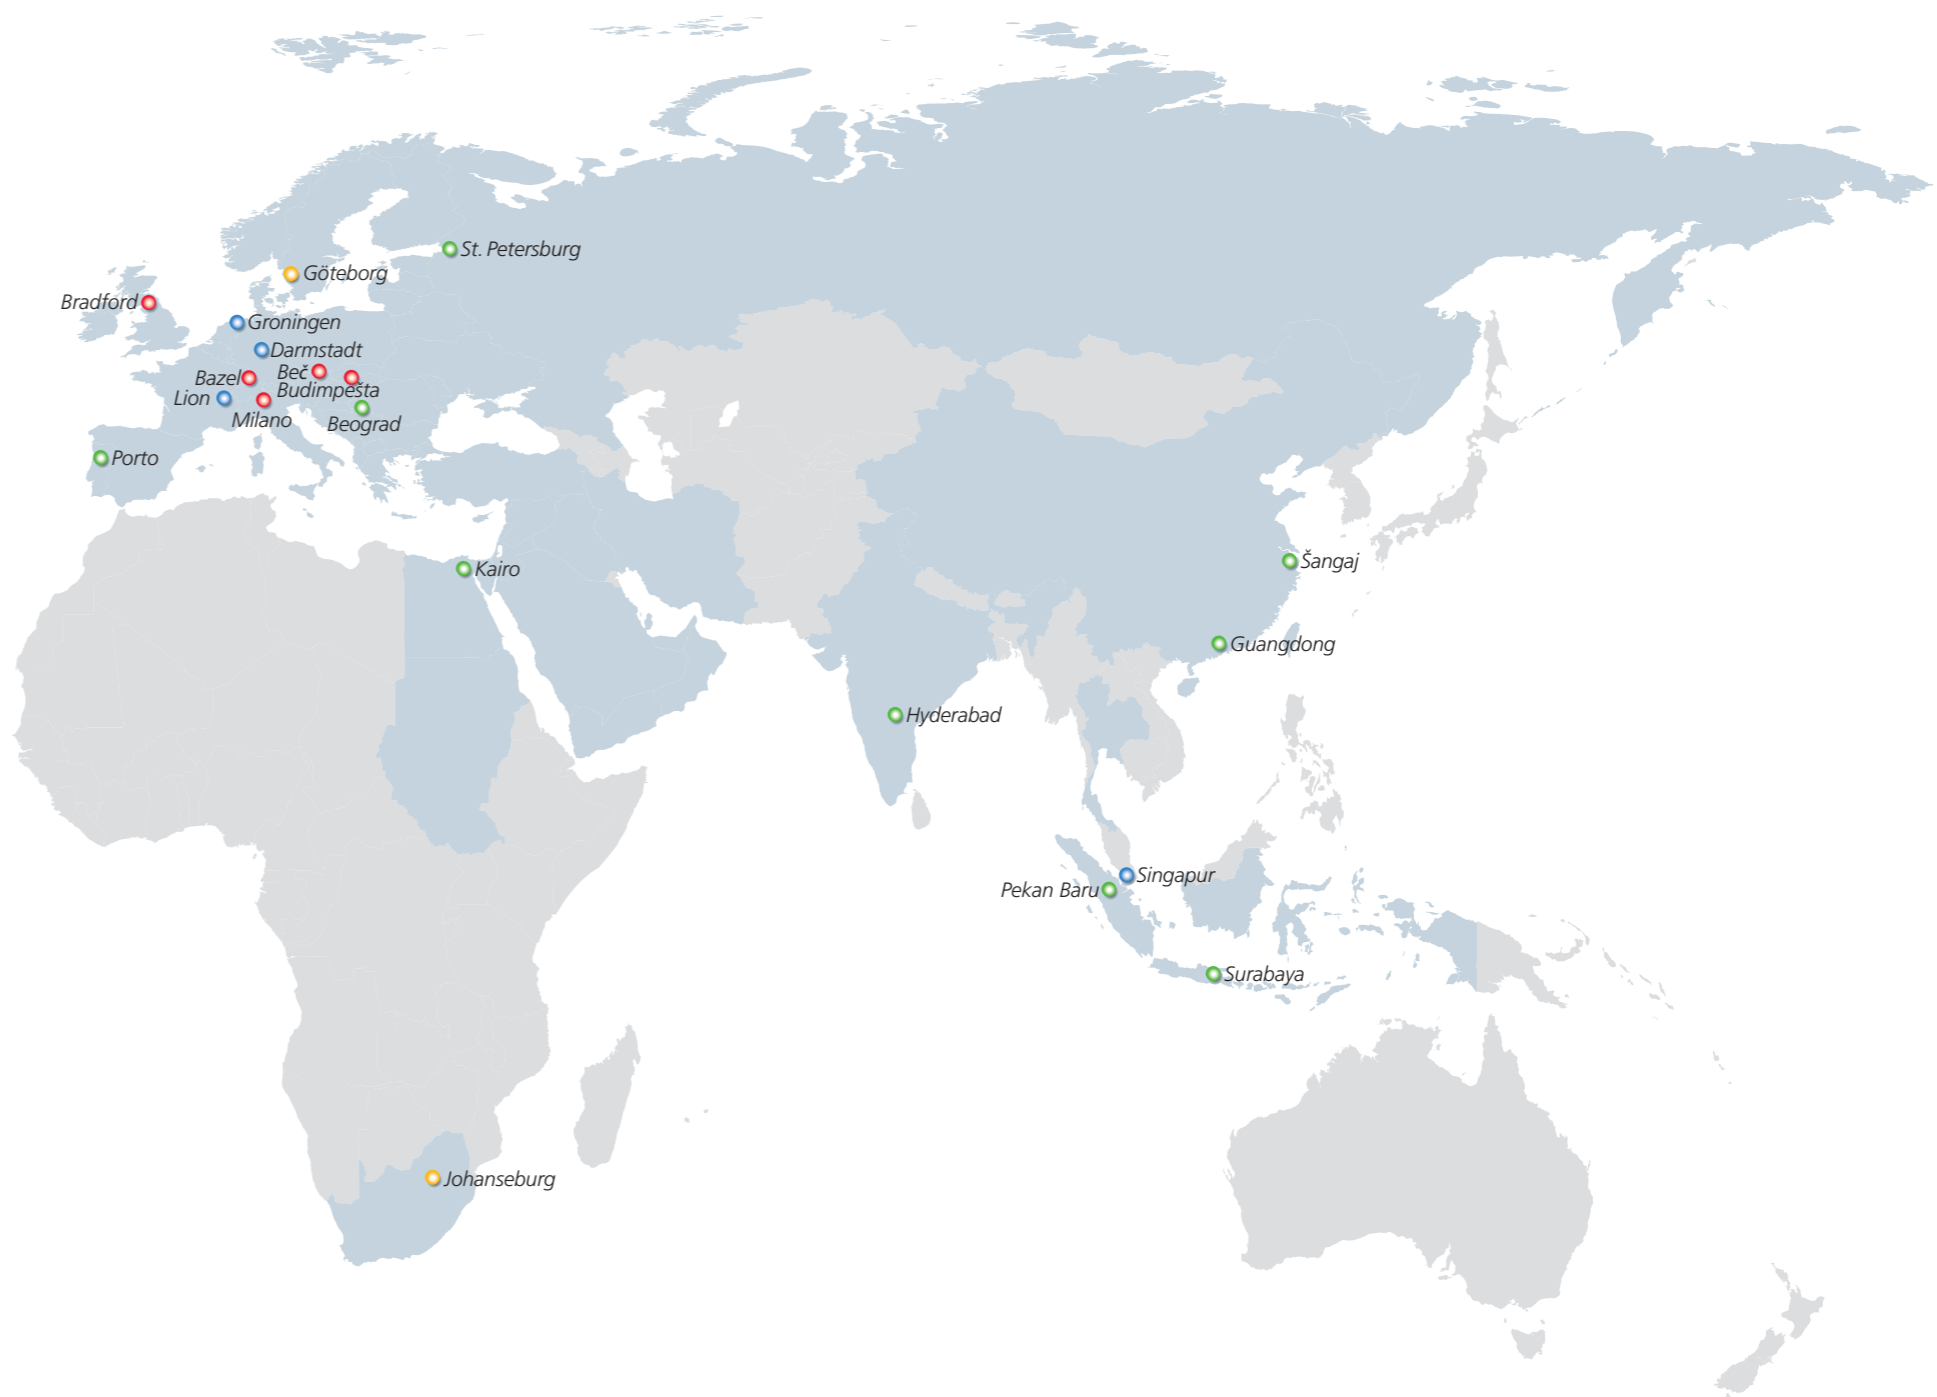 St. Petersburg
Göteborg
Bradford
Groningen
Darmstadt
Beč
Bazel
Budimpešta
Lion
Milano
Beograd
Porto
Šangaj
Kairo
Guangdong
Hyderabad
Singapur
Pekan Baru
Surabaya
Johanseburg